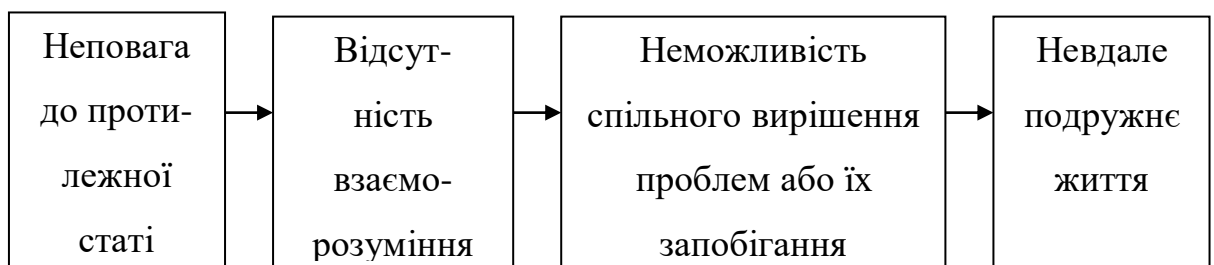 Неповага
до проти-
лежної
статі
Відсут-
ність
взаємо-
розуміння
Неможливість
спільного вирішення
проблем або їх
запобігання
Невдале
подружнє
життя